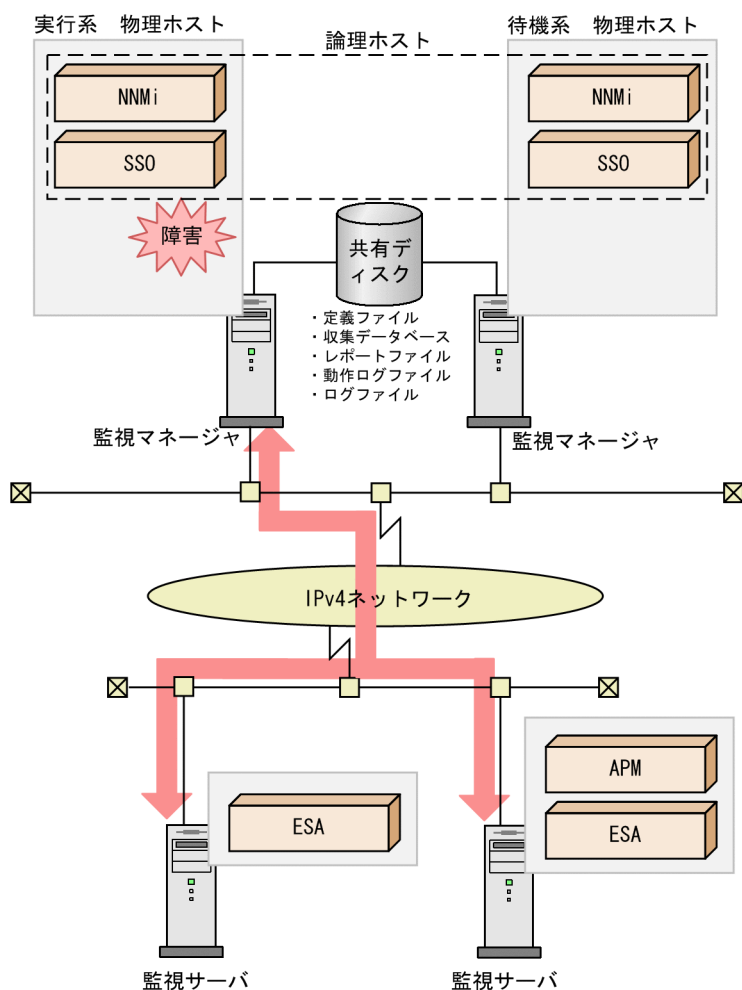 実行系 物理ホスト
待機系 物理ホスト
論理ホスト
NNMi
NNMi
SSO
SSO
障害
共有ディスク
・定義ファイル
・収集データベース
・レポートファイル
・動作ログファイル
・ログファイル
監視マネージャ
監視マネージャ
IPv4ネットワーク
APM
ESA
ESA
監視サーバ
監視サーバ